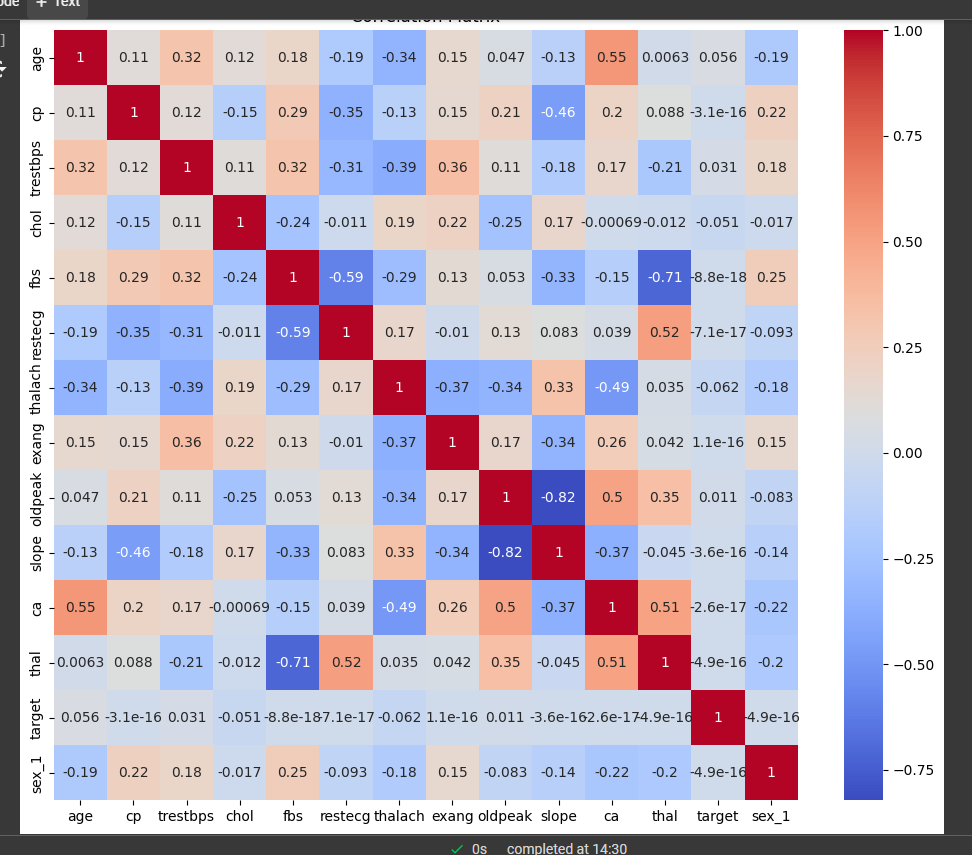 + Text
Correlation Matrix
age 1 0.11 0.32 0.12 0.18 -0.19 -0.34 0.15 0.047 -0.13 0.55 0.0063 0.056 -0.19
cp 0.11 1 0.12 -0.15 0.29 -0.35 -0.13 0.15 0.21 -0.46 0.2 0.088 -3.1e-16 0.22
trestbps 0.32 0.12 1 0.11 0.32 -0.31 -0.39 0.36 0.11 -0.18 0.17 -0.21 0.031 0.18
chol 0.12 -0.15 0.11 1 -0.24 -0.011 0.19 0.22 -0.25 0.17 -0.00069 -0.012 -0.051 -0.017
fbs 0.18 0.29 0.32 -0.24 1 -0.59 -0.29 0.13 0.053 -0.33 -0.15 -0.71 -8.8e-18 0.25
restecg -0.19 -0.35 -0.31 -0.011 -0.59 1 0.17 -0.01 0.13 0.083 0.039 0.52 -7.1e-17 -0.093
thalach -0.34 -0.13 -0.39 0.19 -0.29 0.17 1 -0.37 -0.34 0.33 -0.49 0.035 -0.062 -0.18
exang 0.15 0.15 0.36 0.22 0.13 -0.01 -0.37 1 0.17 -0.34 0.26 0.042 1.1e-16 0.15
oldpeak 0.047 0.21 0.11 -0.25 0.053 0.13 -0.34 0.17 1 -0.82 0.5 0.35 0.011 -0.083
slope -0.13 -0.46 -0.18 0.17 -0.33 0.083 0.33 -0.34 -0.82 1 -0.37 -0.045 -3.6e-16 -0.14
ca 0.55 0.2 0.17 -0.00069 -0.15 0.039 -0.49 0.26 0.5 -0.37 1 0.51 -2.6e-17 -0.22
thal 0.0063 0.088 -0.21 -0.012 -0.71 0.52 0.035 0.042 0.35 -0.045 0.51 1 -4.9e-16 -0.2
target 0.056 -3.1e-16 0.031 -0.051 -8.8e-18 -7.1e-17 -0.062 1.1e-16 0.011 -3.6e-16 -2.6e-17 -4.9e-16 1 -4.9e-16
sex_1 -0.19 0.22 0.18 -0.017 0.25 -0.093 -0.18 0.15 -0.083 -0.14 -0.22 -0.2 -4.9e-16 1
age cp trestbps chol fbs restecg thalach exang oldpeak slope ca thal target sex_1
1.00
0.75
0.50
0.25
0.00
−0.25
−0.50
−0.75
0s completed at 14:30